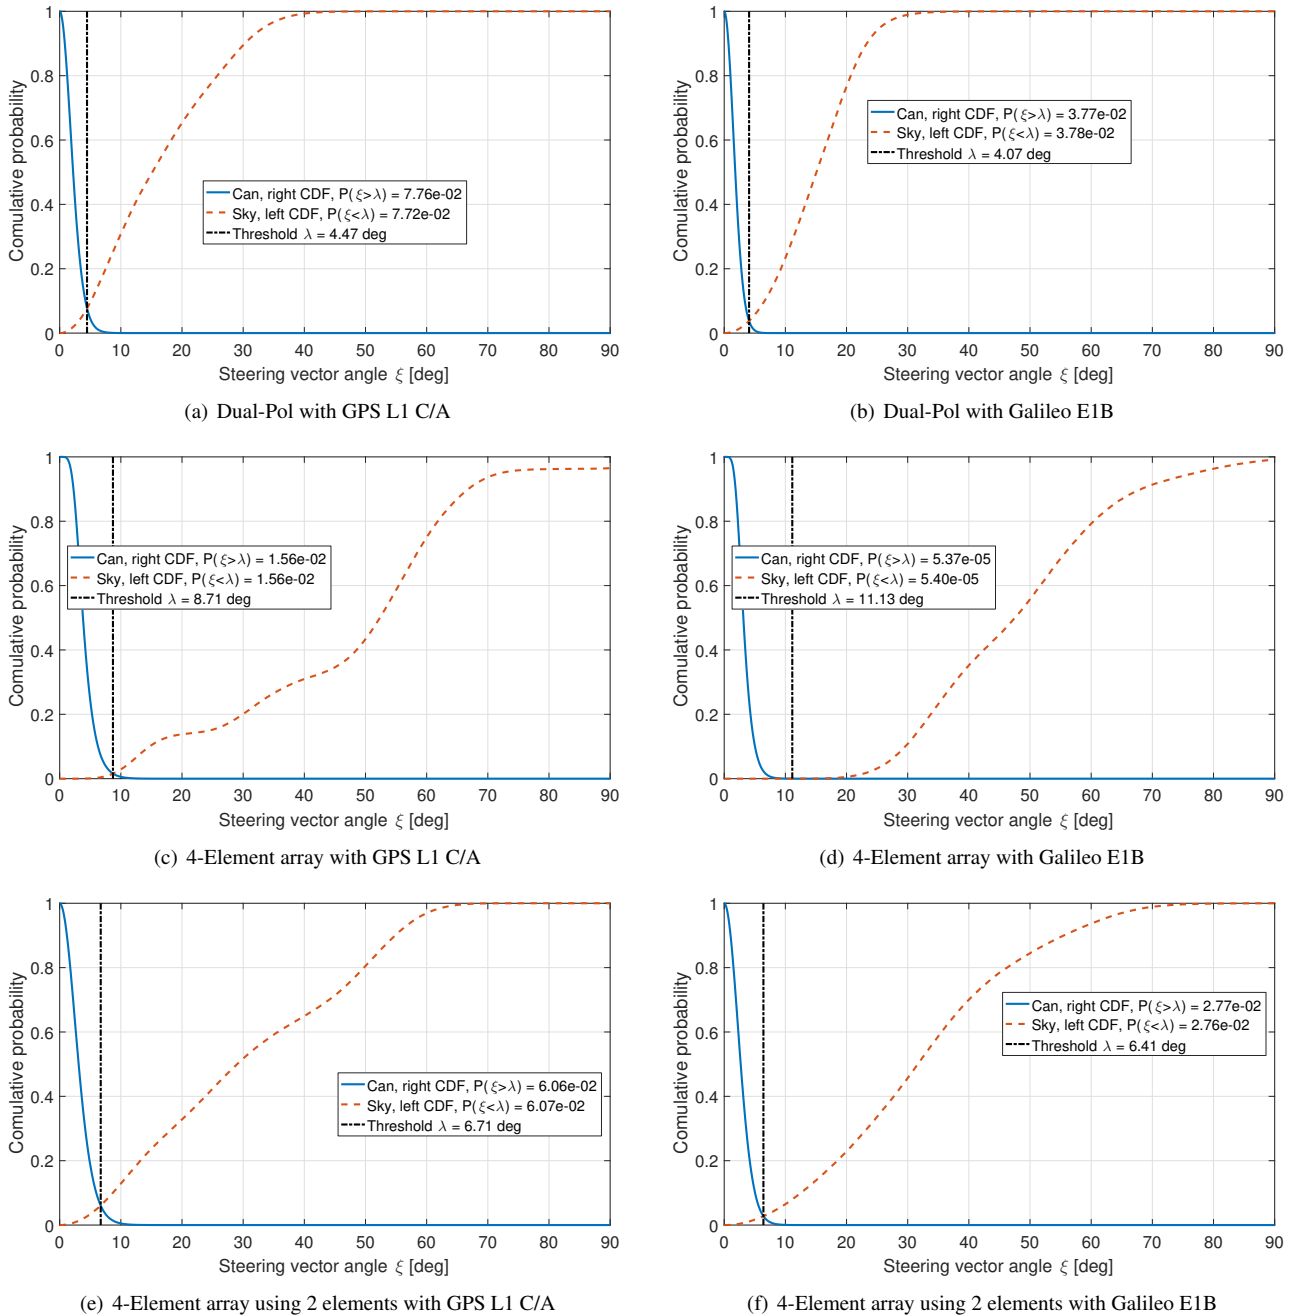 1
0.8
0.6
0.4
0.2
0
Comulative probability
Can, right CDF, P(ξ>λ) = 7.76e-02
Sky, left CDF, P(ξ<λ) = 7.72e-02
Threshold λ = 4.47 deg
0 10 20 30 40 50 60 70 80 90
Steering vector angle ξ [deg]
(a) Dual-Pol with GPS L1 C/A
1
0.8
0.6
0.4
0.2
0
Comulative probability
Can, right CDF, P(ξ>λ) = 3.77e-02
Sky, left CDF, P(ξ<λ) = 3.78e-02
Threshold λ = 4.07 deg
0 10 20 30 40 50 60 70 80 90
Steering vector angle ξ [deg]
(b) Dual-Pol with Galileo E1B
1
0.8
0.6
0.4
0.2
0
Comulative probability
Can, right CDF, P(ξ>λ) = 1.56e-02
Sky, left CDF, P(ξ<λ) = 1.56e-02
Threshold λ = 8.71 deg
0 10 20 30 40 50 60 70 80 90
Steering vector angle ξ [deg]
(c) 4-Element array with GPS L1 C/A
1
0.8
0.6
0.4
0.2
0
Comulative probability
Can, right CDF, P(ξ>λ) = 5.37e-05
Sky, left CDF, P(ξ<λ) = 5.40e-05
Threshold λ = 11.13 deg
0 10 20 30 40 50 60 70 80 90
Steering vector angle ξ [deg]
(d) 4-Element array with Galileo E1B
1
0.8
0.6
0.4
0.2
0
Comulative probability
Can, right CDF, P(ξ>λ) = 6.06e-02
Sky, left CDF, P(ξ<λ) = 6.07e-02
Threshold λ = 6.71 deg
0 10 20 30 40 50 60 70 80 90
Steering vector angle ξ [deg]
(e) 4-Element array using 2 elements with GPS L1 C/A
1
0.8
0.6
0.4
0.2
0
Comulative probability
Can, right CDF, P(ξ>λ) = 2.77e-02
Sky, left CDF, P(ξ<λ) = 2.76e-02
Threshold λ = 6.41 deg
0 10 20 30 40 50 60 70 80 90
Steering vector angle ξ [deg]
(f) 4-Element array using 2 elements with Galileo E1B